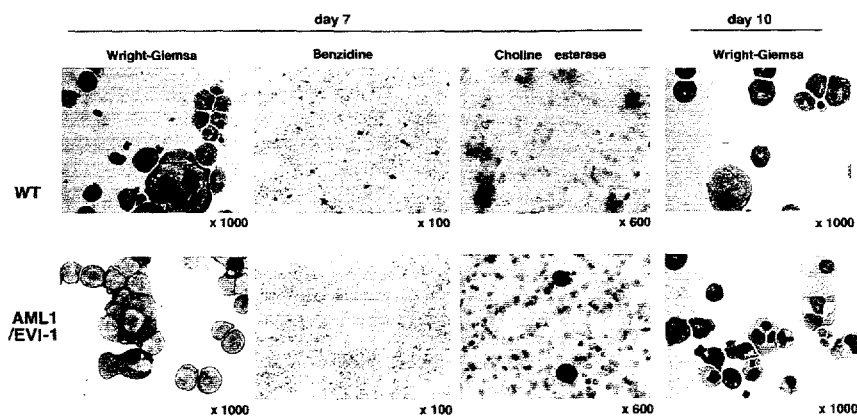 day 7 day 10
Wright-Giemsa Benzidine Choline esterase Wright-Giemsa
WT
x 1000 x 100 x 600 x 1000
AML1
/EVI-1
x 1000 x 100 x 600 x 1000